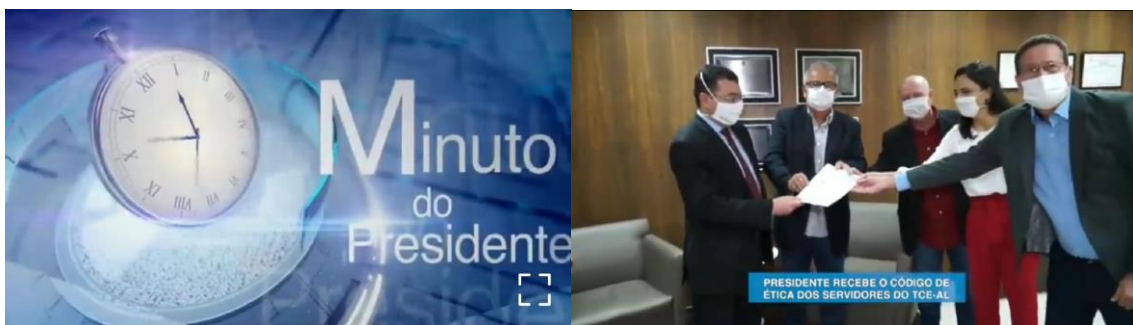 Minuto
do
Presidente
PRESIDENTE RECEBE O CÓDIGO DE
ÉTICA DOS SERVIDORES DO TCE-AL